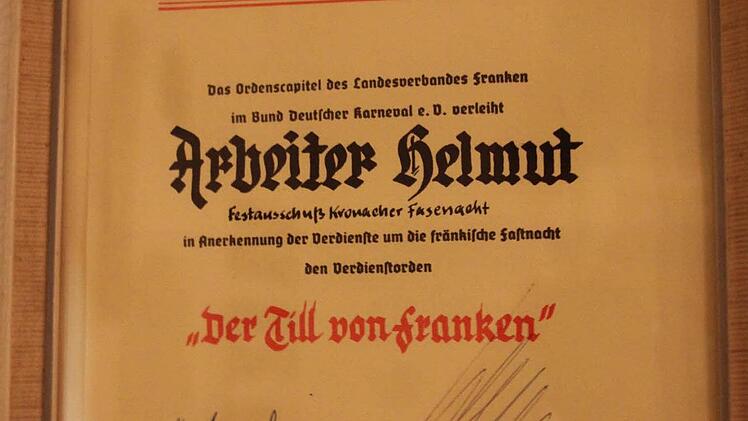 Das Ordenscapitel des Landesverbandes Franken
im Bund Deutscher Karneval e. V. verleiht
Arbeiter Helmut
Festausschuß Kronacher Fasenacht
in Anerkennung der Verdienste um die fränkische Fastnacht
den Verdienstorden
„Der Till von Franken“